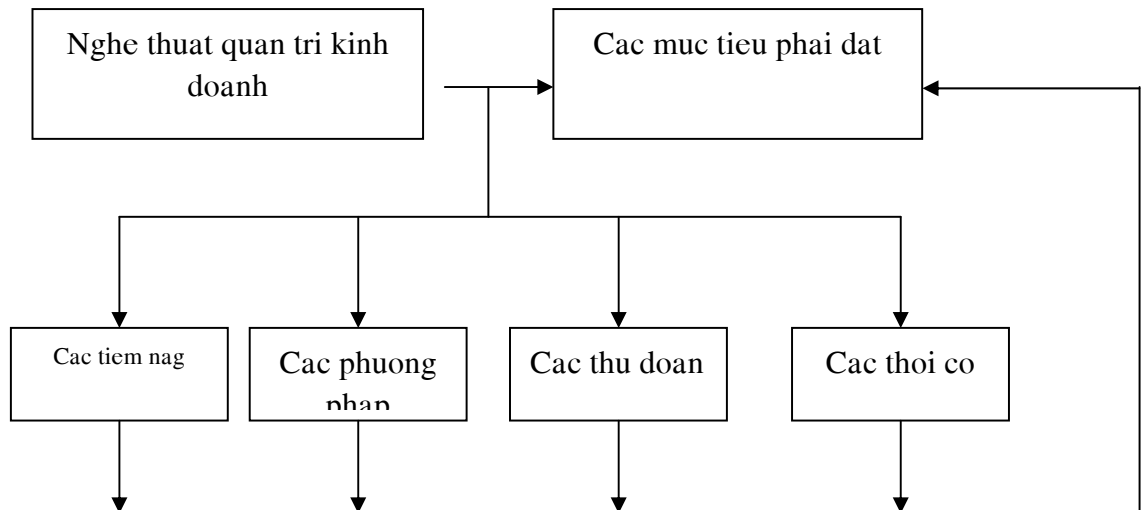 Nghe thuat quan tri kinh
doanh
Cac muc tieu phai dat
Cac tiem nag
Cac phuong
phap
Cac thu doan
Cac thoi co